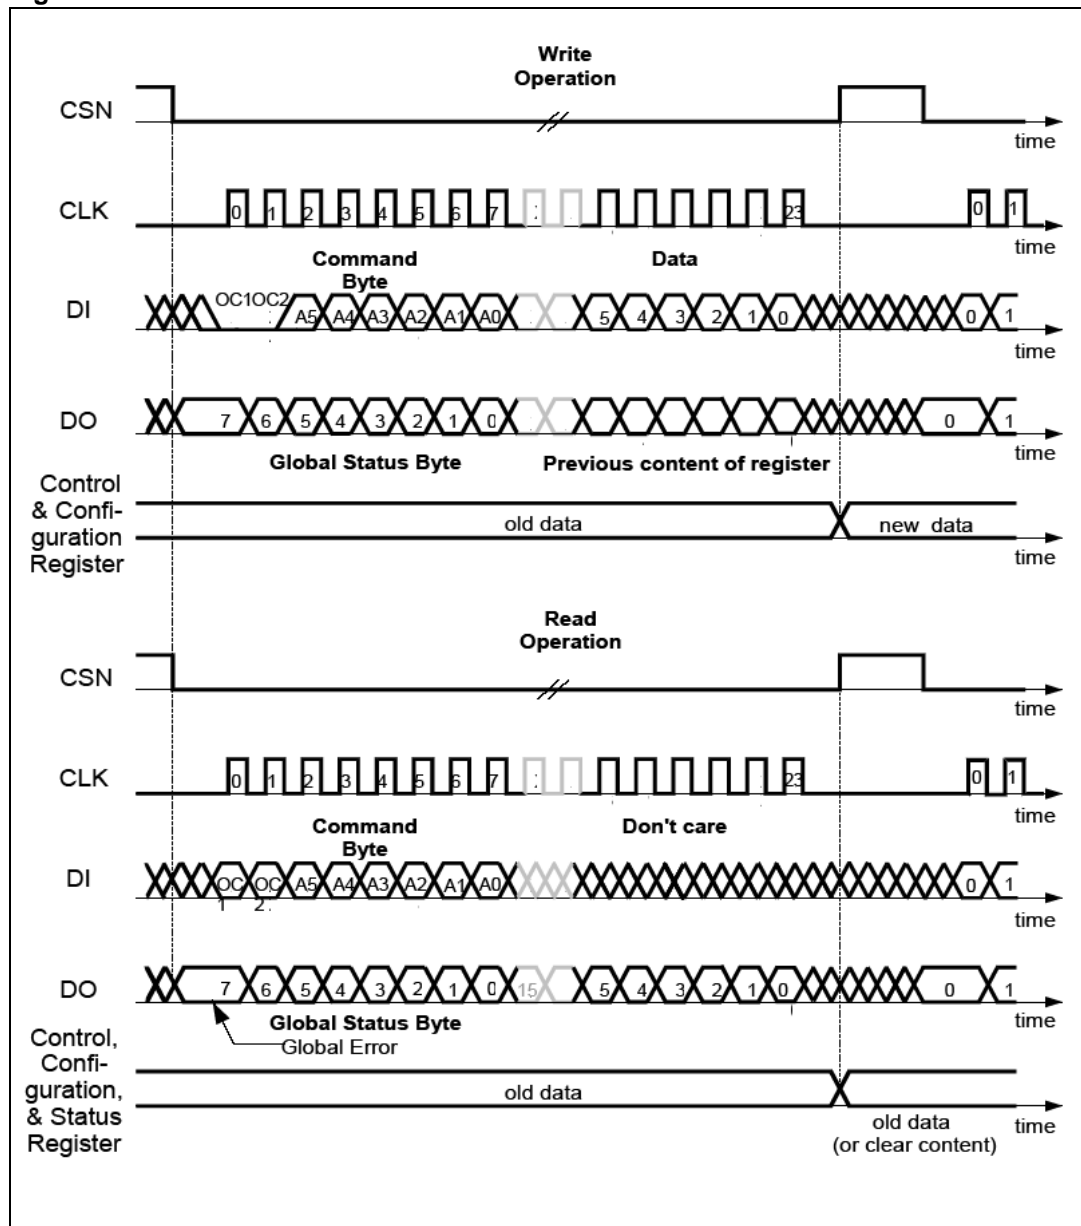 Write
Operation
CSN
time
CLK
0 1 2 3 4 5 6 7 23 0 1
time
Command
Byte
Data
DI
OC1OC2 A5 A4 A3 A2 A1 A0 5 4 3 2 1 0 0 1
time
DO
7 6 5 4 3 2 1 0 0 1
time
Global Status Byte Previous content of register
Control
& Confi-
guration
Register
old data
new data
time
Read
Operation
CSN
time
CLK
0 1 2 3 4 5 6 7 23 0 1
time
Command
Byte
Don't care
DI
OC1 OC2 A5 A4 A3 A2 A1 A0 0 1
time
DO
7 6 5 4 3 2 1 0 15 5 4 3 2 1 0 0 1
time
Global Status Byte
Global Error
Control,
Confi-
guration,
& Status
Register
old data
old data
(or clear content)
time